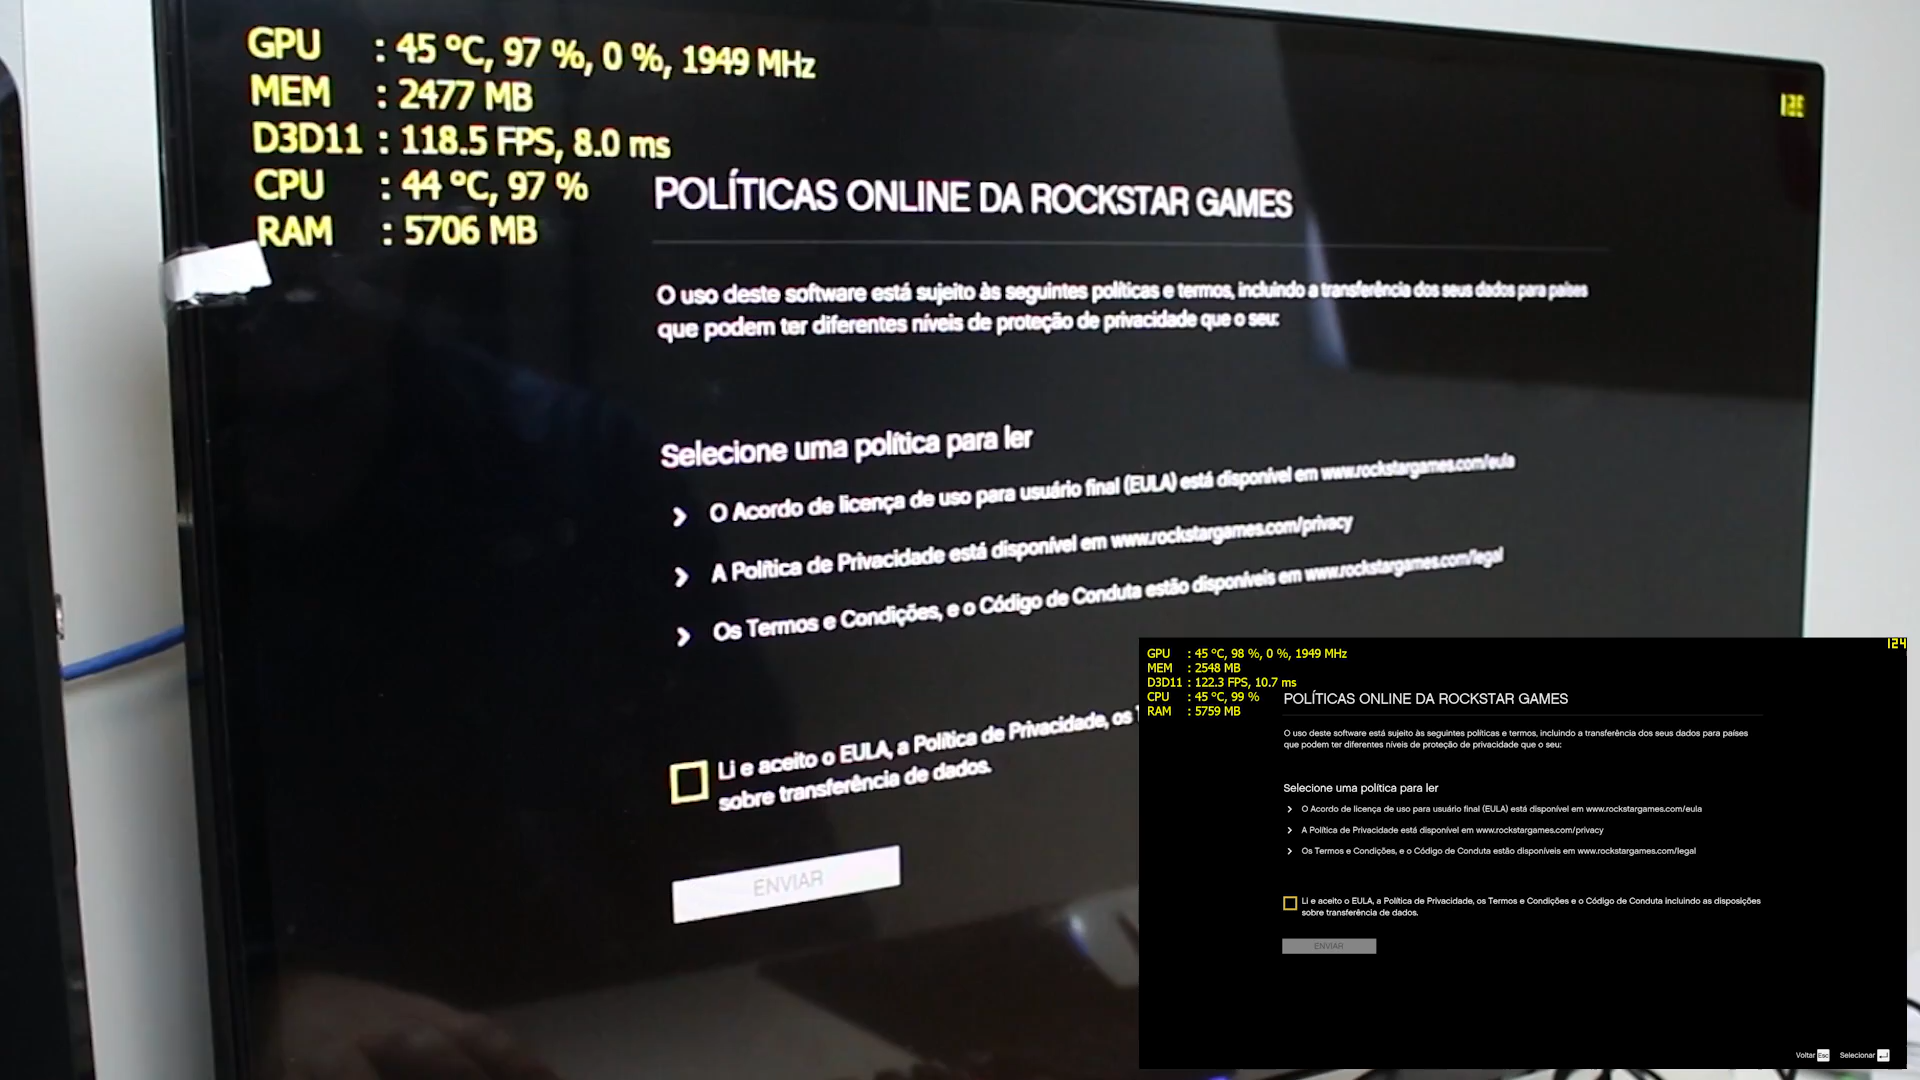 GPU : 45 ºC, 97 %, 0 %, 1949 MHz
MEM : 2477 MB
D3D11 : 118.5 FPS, 8.0 ms
CPU : 44 ºC, 97 %
RAM : 5706 MB
POLÍTICAS ONLINE DA ROCKSTAR GAMES
O uso deste software está sujeito às seguintes políticas e termos, incluindo a transferência dos seus dados para países
que podem ter diferentes níveis de proteção de privacidade que o seu:
Selecione uma política para ler
O Acordo de licença de uso para usuário final (EULA) está disponível em www.rockstargames.com/eula
A Política de Privacidade está disponível em www.rockstargames.com/privacy
Os Termos e Condições, e o Código de Conduta estão disponíveis em www.rockstargames.com/legal
Li e aceito o EULA, a Política de Privacidade, os
sobre transferência de dados.
ENVIAR
124
GPU : 45 ºC, 98 %, 0 %, 1949 MHz
MEM : 2548 MB
D3D11 : 122.3 FPS, 10.7 ms
CPU : 45 ºC, 99 %
RAM : 5759 MB
POLÍTICAS ONLINE DA ROCKSTAR GAMES
O uso deste software está sujeito às seguintes políticas e termos, incluindo a transferência dos seus dados para países
que podem ter diferentes níveis de proteção de privacidade que o seu:
Selecione uma política para ler
O Acordo de licença de uso para usuário final (EULA) está disponível em www.rockstargames.com/eula
A Política de Privacidade está disponível em www.rockstargames.com/privacy
Os Termos e Condições, e o Código de Conduta estão disponíveis em www.rockstargames.com/legal
Li e aceito o EULA, a Política de Privacidade, os Termos e Condições e o Código de Conduta incluindo as disposições
sobre transferência de dados.
ENVIAR
Voltar Esc Selecionar